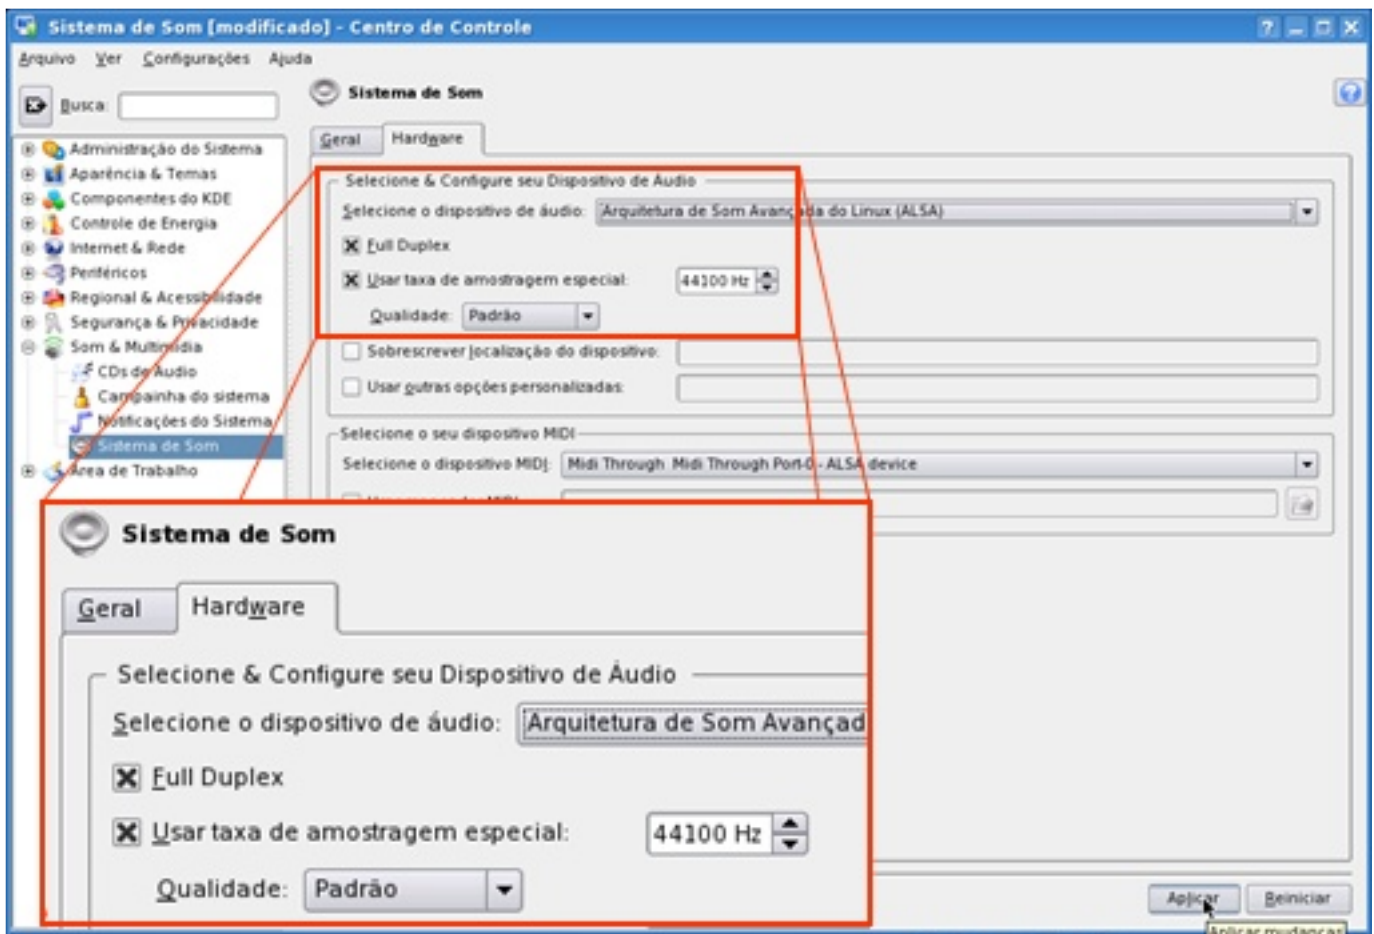 Sistema de Som [modificado] - Centro de Controle
Arquivo Ver Configurações Ajuda
Busca:
Administração do Sistema
Aparência & Temas
Componentes do KDE
Controle de Energia
Internet & Rede
Periféricos
Regional & Acessibilidade
Segurança & Privacidade
Som & Multimídia
CDs de Áudio
Campainha do sistema
Notificações do Sistema
Sistema de Som
Área de Trabalho
Sistema de Som
Geral Hardware
Selecione & Configure seu Dispositivo de Áudio
Selecione o dispositivo de áudio: Arquitetura de Som Avançada do Linux (ALSA)
Full Duplex
Usar taxa de amostragem especial: 44100 Hz
Qualidade: Padrão
Sobrescrever localização do dispositivo:
Usar outras opções personalizadas:
Selecione o seu dispositivo MIDI
Selecione o dispositivo MIDI: Midi Through Midi Through Port-0 - ALSA device
Sistema de Som
Geral Hardware
Selecione & Configure seu Dispositivo de Áudio
Selecione o dispositivo de áudio: Arquitetura de Som Avançad
Full Duplex
Usar taxa de amostragem especial: 44100 Hz
Qualidade: Padrão
Aplicar Reiniciar
Aplicar mudanças